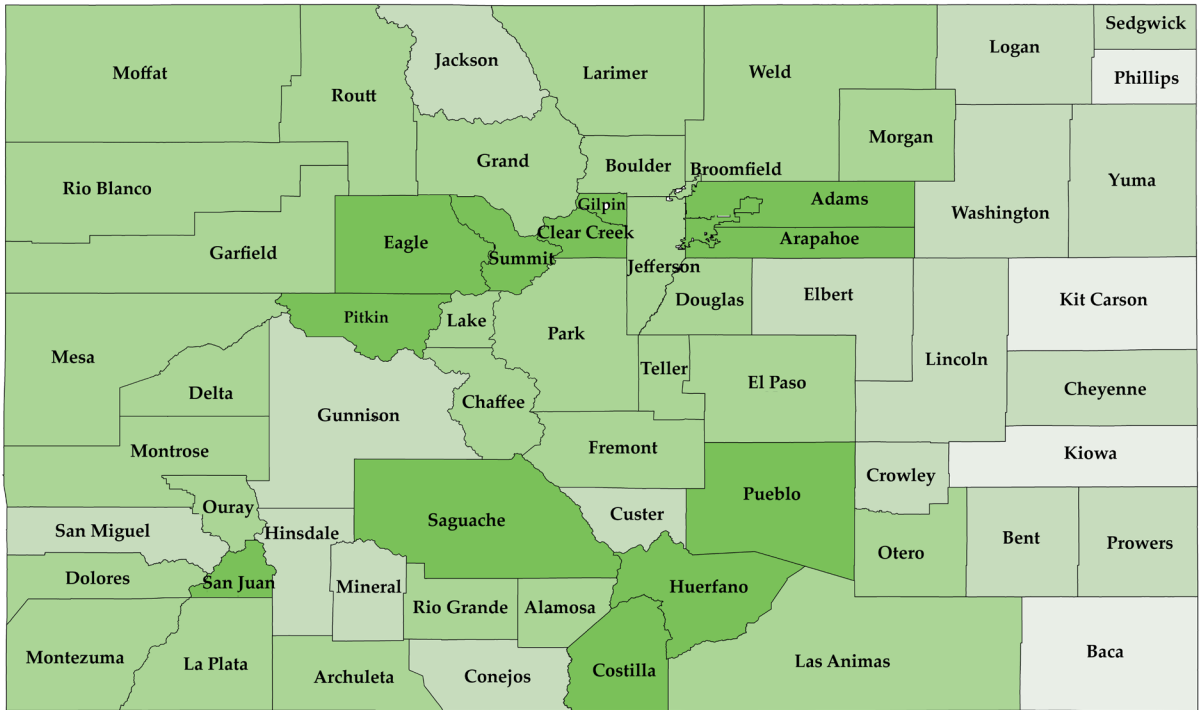 Sedgwick
Logan
Jackson
Moffat
Larimer
Weld
Phillips
Routt
Morgan
Grand
Boulder
Broomfield
Yuma
Rio Blanco
Gilpin
Adams
Washington
Clear Creek
Eagle
Arapahoe
Garfield
Summit
Jefferson
Elbert
Douglas
Kit Carson
Pitkin
Lake
Park
Mesa
Lincoln
Teller
El Paso
Cheyenne
Delta
Chaffee
Gunnison
Fremont
Montrose
Kiowa
Crowley
Pueblo
Ouray
Custer
Saguache
San Miguel
Hinsdale
Bent
Prowers
Otero
Dolores
San Juan
Mineral
Huerfano
Rio Grande
Alamosa
Montezuma
La Plata
Las Animas
Baca
Costilla
Archuleta
Conejos